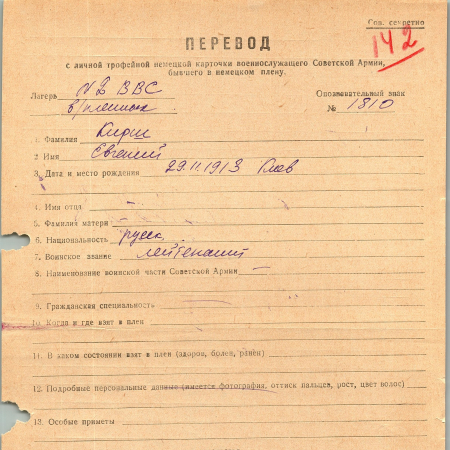 Сов. секретно
142
ПЕРЕВОД
с личной трофейной немецкой карточки военнослужащего Советской Армии,
бывшего в немецком плену.
Лагерь № 2 ВВС
в/пленных
Опознавательный знак
№ 1810
1. Фамилия Кирш
2 Имя Евгений
3. Дата и место рождения 29.11.1913
4. Имя отца —
5. Фамилия матери —
6. Национальность русск.
7. Воинское звание лейтенант
8. Наименование воинской части Советской Армии —
9. Гражданская специальность
10. Когда и где взят в плен
11. В каком состоянии взят в плен (здоров, болен, ранен)
12. Подробные персональные данные (имеется фотография, оттиск пальцев, рост, цвет волос)
13. Особые приметы